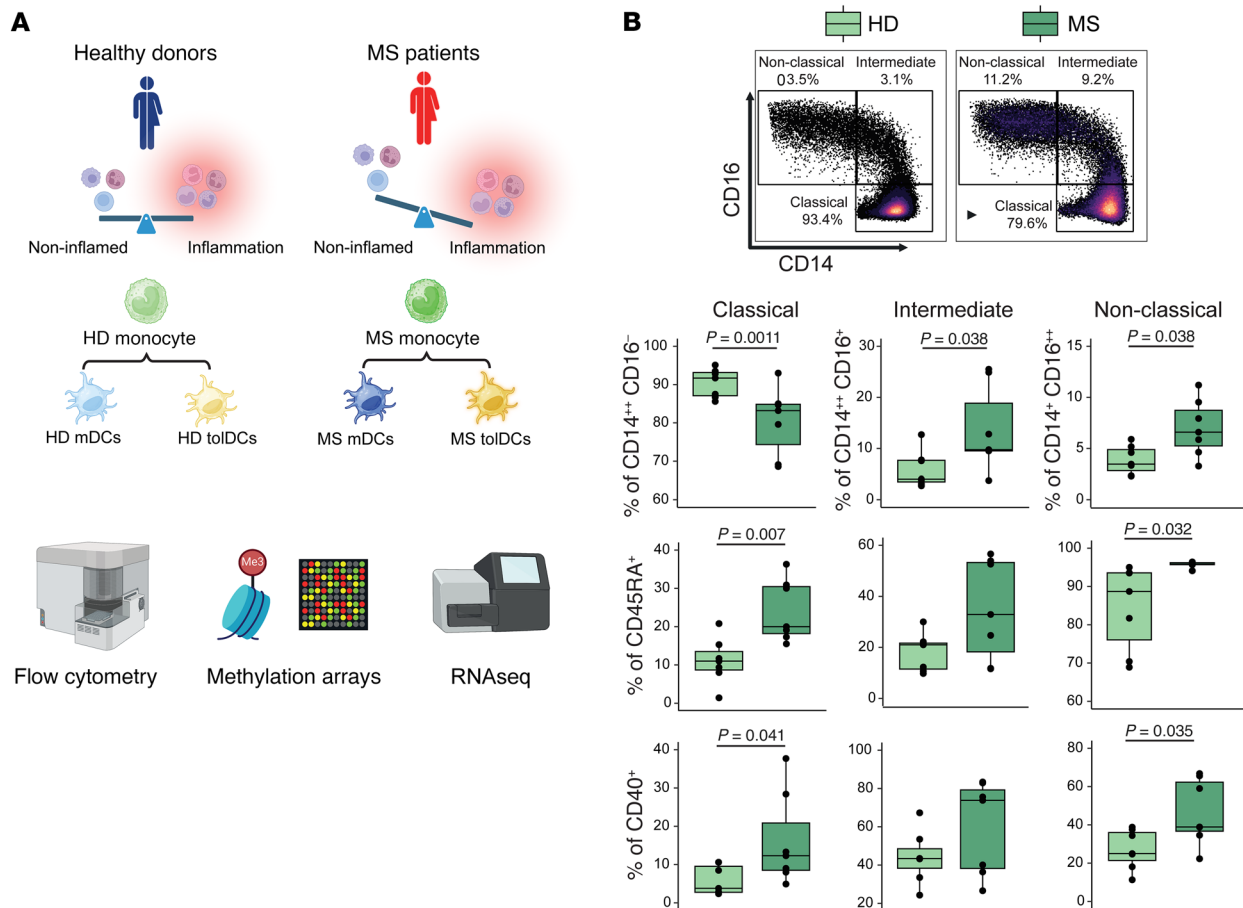 A
Healthy donors
MS patients
Non-inflamed
Inflammation
Non-inflamed
Inflammation
HD monocyte
MS monocyte
HD mDCs
HD tolDCs
MS mDCs
MS tolDCs
Me3
Flow cytometry
Methylation arrays
RNAseq
B
HD
MS
Non-classical
03.5%
Intermediate
3.1%
Non-classical
11.2%
Intermediate
9.2%
Classical
93.4%
Classical
79.6%
CD16
CD14
Classical
Intermediate
Non-classical
P = 0.0011
P = 0.038
P = 0.038
% of CD14++ CD16−
100
90
80
70
60
% of CD14++ CD16+
30
20
10
0
% of CD14+ CD16++
15
10
5
0
P = 0.007
P = 0.032
% of CD45RA+
40
30
20
10
0
60
40
20
0
100
90
80
70
60
P = 0.041
P = 0.035
% of CD40+
40
30
20
10
0
100
80
60
40
20
80
60
40
20
0